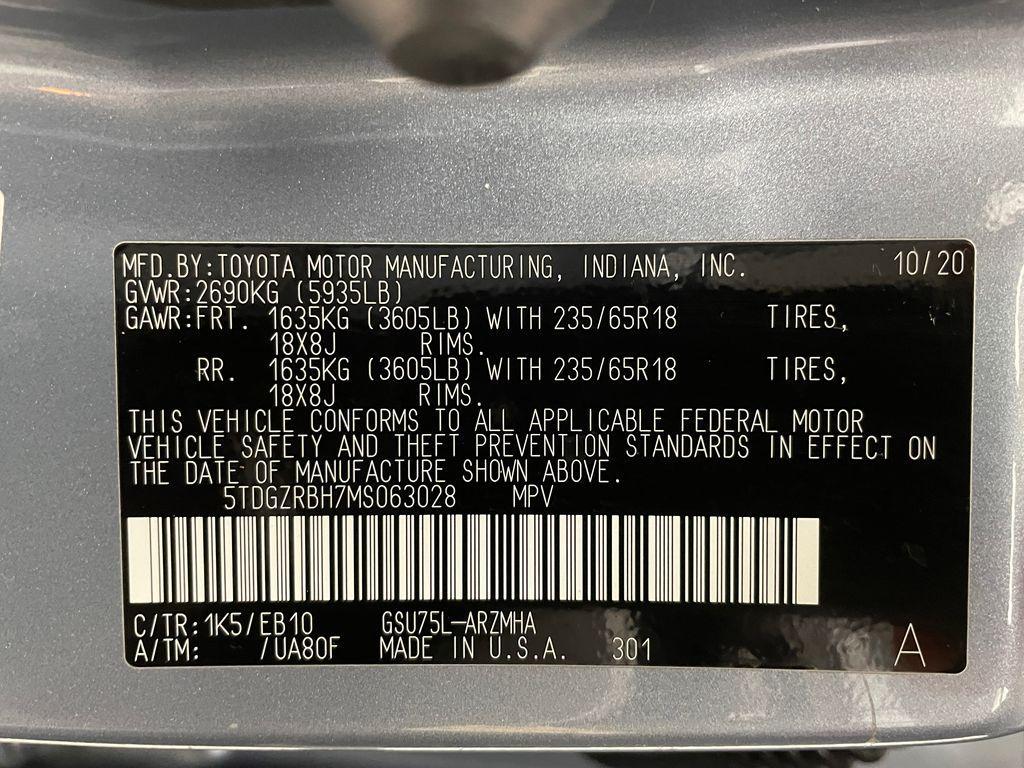 MFD.BY:TOYOTA MOTOR MANUFACTURING, INDIANA, INC. 10/20
GVWR:2690KG (5935LB)
GAWR:FRT. 1635KG (3605LB) WITH 235/65R18 TIRES,
18X8J RIMS.
RR. 1635KG (3605LB) WITH 235/65R18 TIRES,
18X8J RIMS.
THIS VEHICLE CONFORMS TO ALL APPLICABLE FEDERAL MOTOR
VEHICLE SAFETY AND THEFT PREVENTION STANDARDS IN EFFECT ON
THE DATE OF MANUFACTURE SHOWN ABOVE.
5TDGZRBH7MS063028 MPV
C/TR:1K5/EB10 GSU75L-ARZMHA
A/TM: /UA80F MADE IN U.S.A. 301 A